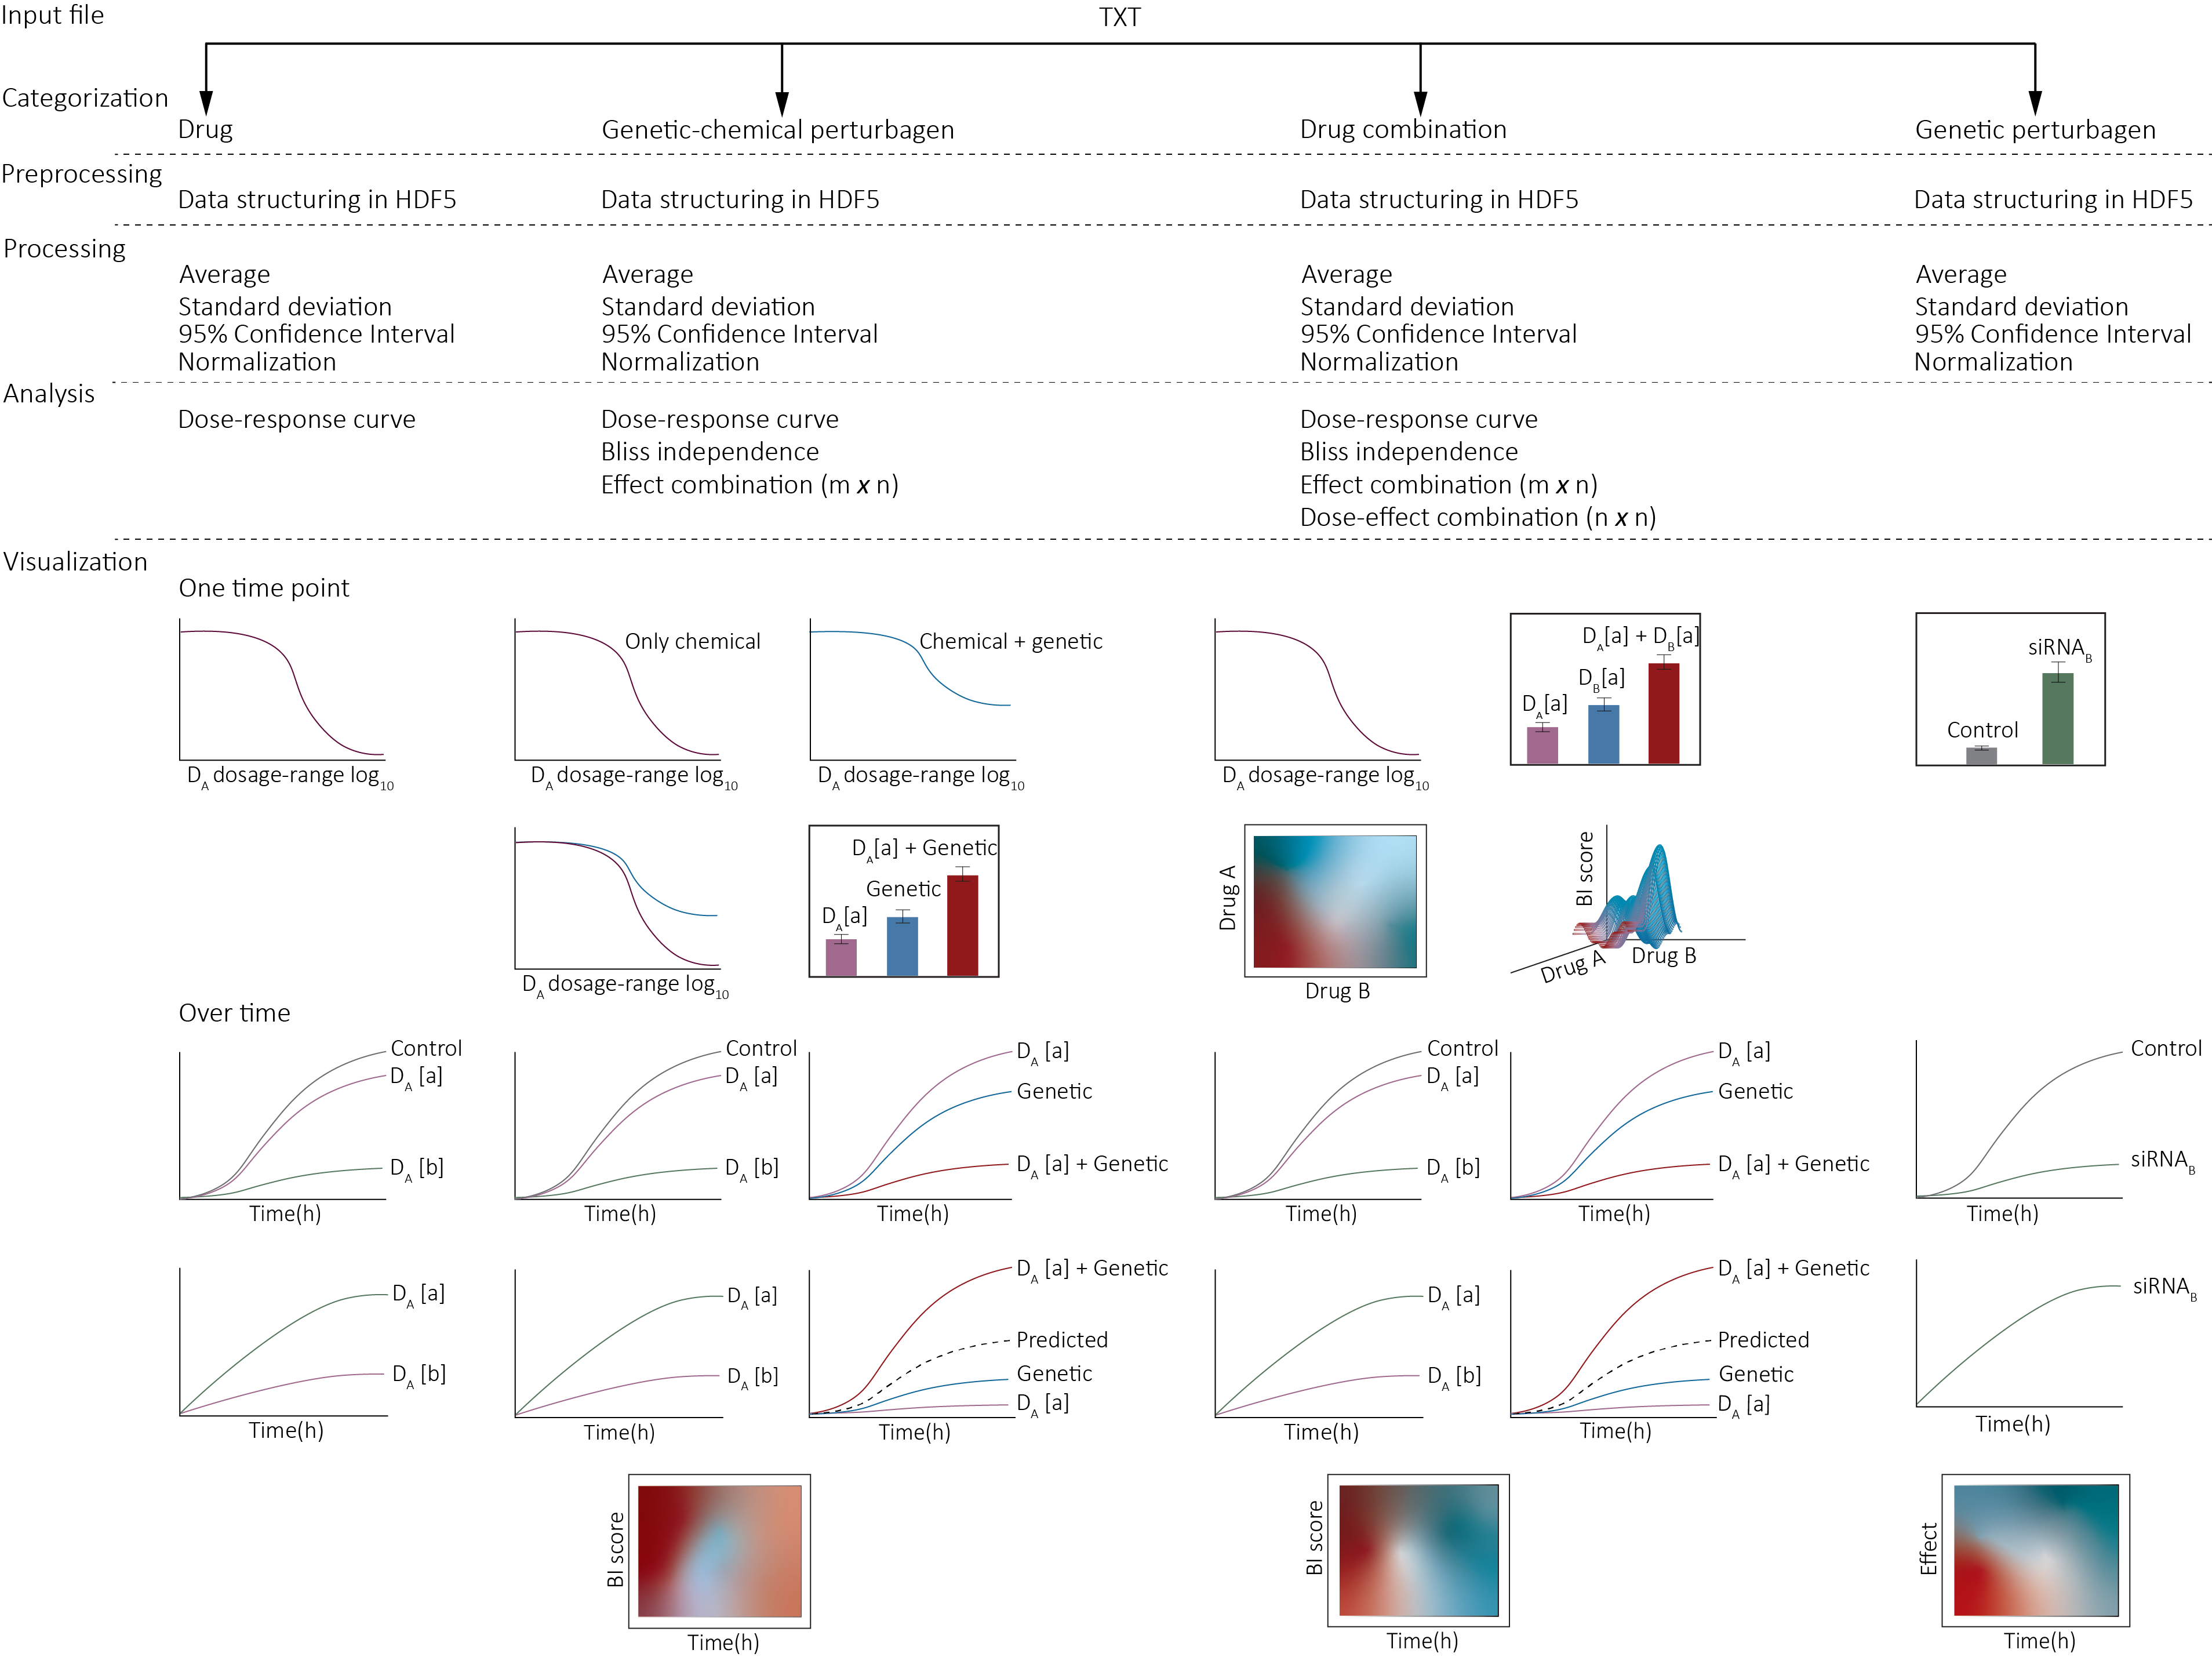 Input file
TXT
Categorization
Drug
Genetic-chemical perturbagen
Drug combination
Genetic perturbagen
Preprocessing
Data structuring in HDF5
Data structuring in HDF5
Data structuring in HDF5
Data structuring in HDF5
Processing
Average
Standard deviation
95% Confidence Interval
Normalization
Average
Standard deviation
95% Confidence Interval
Normalization
Average
Standard deviation
95% Confidence Interval
Normalization
Average
Standard deviation
95% Confidence Interval
Normalization
Analysis
Dose-response curve
Dose-response curve
Bliss independence
Effect combination (m x n)
Dose-response curve
Bliss independence
Effect combination (m x n)
Dose-effect combination (n x n)
Visualization
One time point
DA dosage-range log10
Only chemical
DA dosage-range log10
Chemical + genetic
DA dosage-range log10
DA dosage-range log10
DA[a] + DB[a]
DB[a]
DA[a]
siRNAB
Control
DA dosage-range log10
DA[a] + Genetic
Genetic
DA[a]
Drug A
Drug B
BI score
Drug A
Drug B
Over time
Control
DA [a]
DA [b]
Time(h)
Control
DA [a]
DA [b]
Time(h)
DA [a]
Genetic
DA [a] + Genetic
Time(h)
Control
DA [a]
DA [b]
Time(h)
DA [a]
Genetic
DA [a] + Genetic
Time(h)
Control
siRNAB
Time(h)
DA [a]
DA [b]
Time(h)
DA [a]
DA [b]
Time(h)
DA [a] + Genetic
Predicted
Genetic
DA [a]
Time(h)
DA [a]
DA [b]
Time(h)
DA [a] + Genetic
Predicted
Genetic
DA [a]
Time(h)
siRNAB
Time(h)
BI score
Time(h)
BI score
Time(h)
Effect
Time(h)